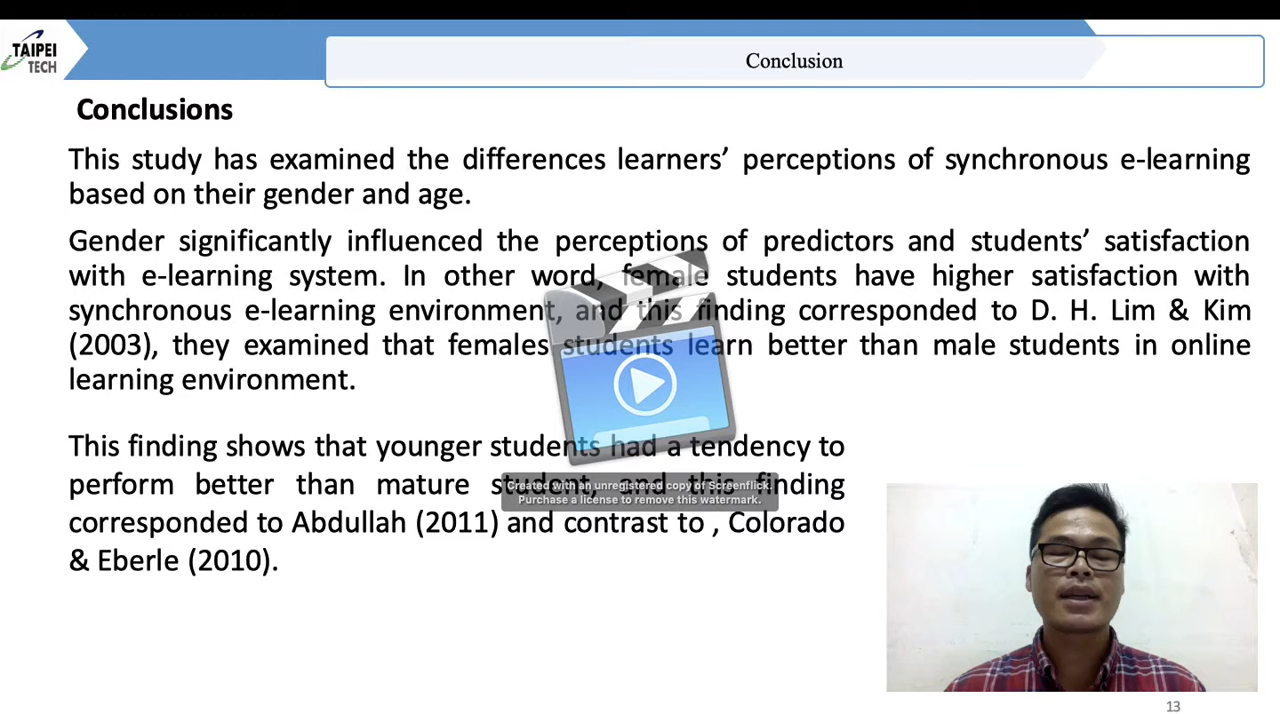 TAIPEI
TECH
Conclusion
Conclusions
This study has examined the differences learners’ perceptions of synchronous e-learning
based on their gender and age.
Gender significantly influenced the perceptions of predictors and students’ satisfaction
with e-learning system. In other word, female students have higher satisfaction with
synchronous e-learning environment, and this finding corresponded to D. H. Lim & Kim
(2003), they examined that females students learn better than male students in online
learning environment.
This finding shows that younger students had a tendency to
perform better than mature student, and this finding
corresponded to Abdullah (2011) and contrast to , Colorado
& Eberle (2010).
Created with an unregistered copy of Screenflick.
Purchase a license to remove this watermark.
13